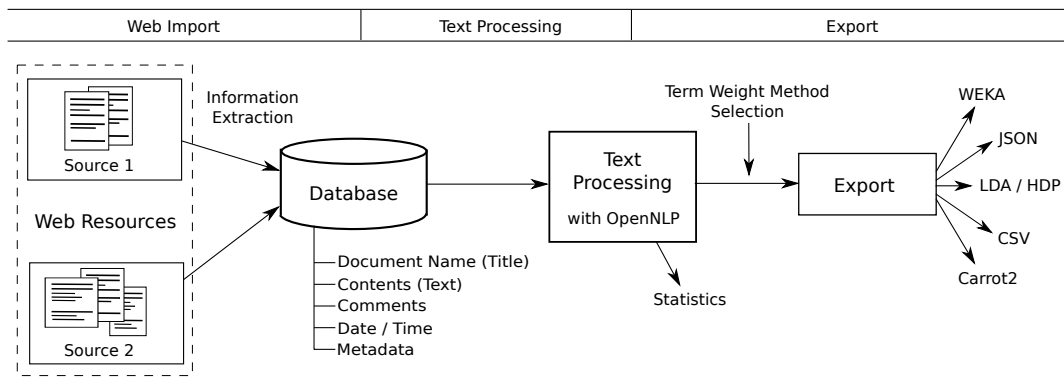 Web Import
Text Processing
Export
Source 1
Web Resources
Source 2
Information
Extraction
Database
Document Name (Title)
Contents (Text)
Comments
Date / Time
Metadata
Text
Processing
with OpenNLP
Statistics
Term Weight Method
Selection
Export
WEKA
JSON
LDA / HDP
CSV
Carrot2